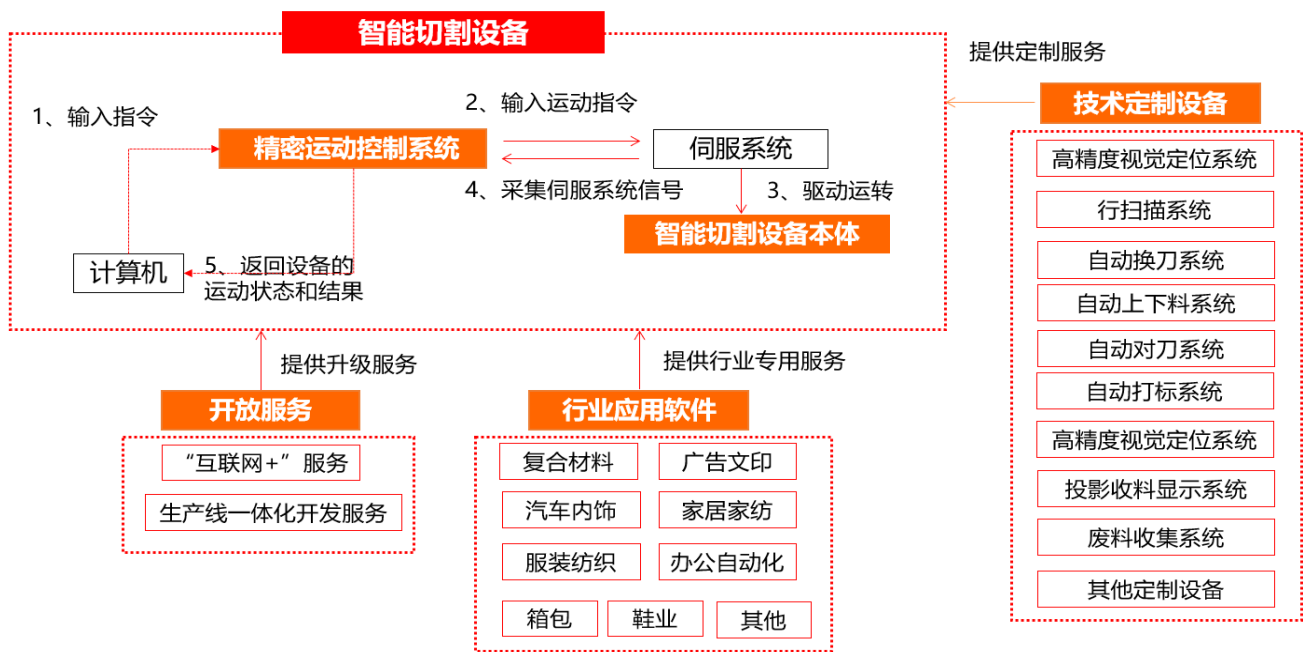 智能切割设备
提供定制服务
1、输入指令
2、输入运动指令
技术定制设备
精密运动控制系统
伺服系统
4、采集伺服系统信号
3、驱动运转
智能切割设备本体
计算机
5、返回设备的
运动状态和结果
高精度视觉定位系统
行扫描系统
自动换刀系统
自动上下料系统
自动对刀系统
自动打标系统
高精度视觉定位系统
投影收料显示系统
废料收集系统
其他定制设备
提供升级服务
提供行业专用服务
开放服务
“互联网+”服务
生产线一体化开发服务
行业应用软件
复合材料
广告文印
汽车内饰
家居家纺
服装纺织
办公自动化
箱包
鞋业
其他